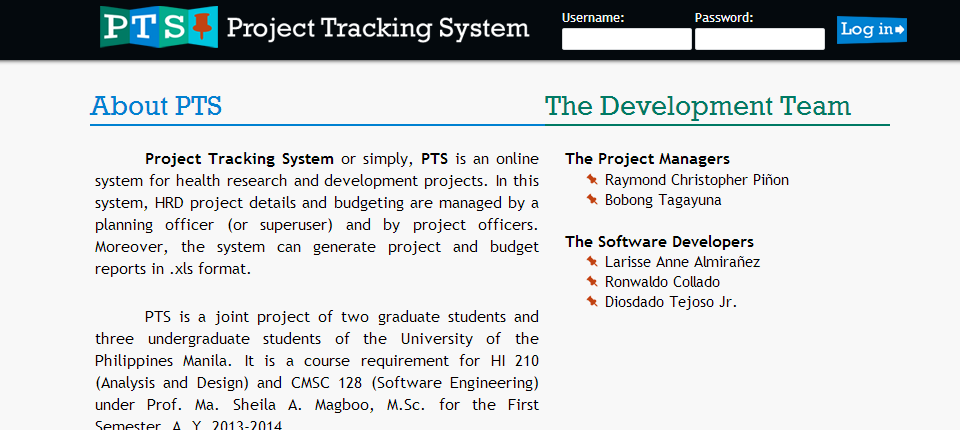 PTS Project Tracking System
Username:
Password:
Log in
About PTS
Project Tracking System or simply, PTS is an online
system for health research and development projects. In this
system, HRD project details and budgeting are managed by a
planning officer (or superuser) and by project officers.
Moreover, the system can generate project and budget
reports in .xls format.
PTS is a joint project of two graduate students and
three undergraduate students of the University of the
Philippines Manila. It is a course requirement for HI 210
(Analysis and Design) and CMSC 128 (Software Engineering)
under Prof. Ma. Sheila A. Magboo, M.Sc. for the First
Semester, A. Y. 2013-2014
The Development Team
The Project Managers
Raymond Christopher Piñon
Bobong Tagayuna
The Software Developers
Larisse Anne Almirañez
Ronwaldo Collado
Diosdado Tejoso Jr.